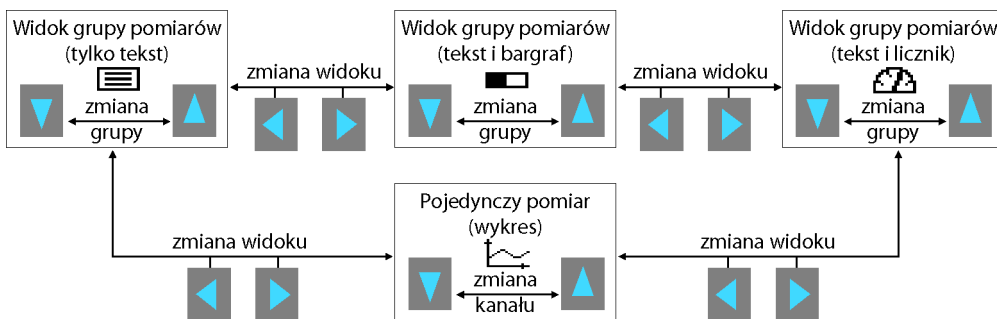 Widok grupy pomiarów
(tylko tekst)
zmiana
grupy
zmiana widoku
Widok grupy pomiarów
(tekst i bargraf)
zmiana
grupy
zmiana widoku
Widok grupy pomiarów
(tekst i licznik)
zmiana
grupy
zmiana widoku
Pojedynczy pomiar
(wykres)
zmiana
kanału
zmiana widoku